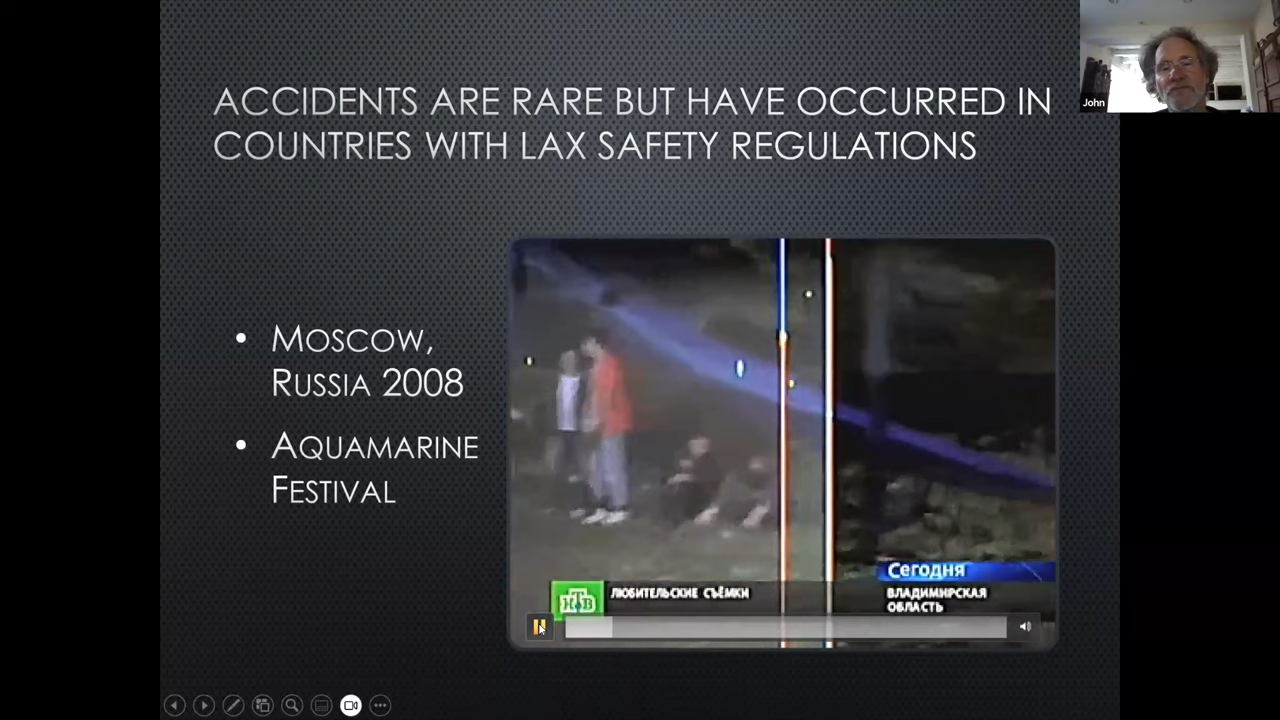 ACCIDENTS ARE RARE BUT HAVE OCCURRED IN
COUNTRIES WITH LAX SAFETY REGULATIONS
John
• MOSCOW,
RUSSIA 2008
• AQUAMARINE
FESTIVAL
Сегодня
НТВ
ЛЮБИТЕЛЬСКИЕ СЪЁМКИ
ВЛАДИМИРСКАЯ
ОБЛАСТЬ